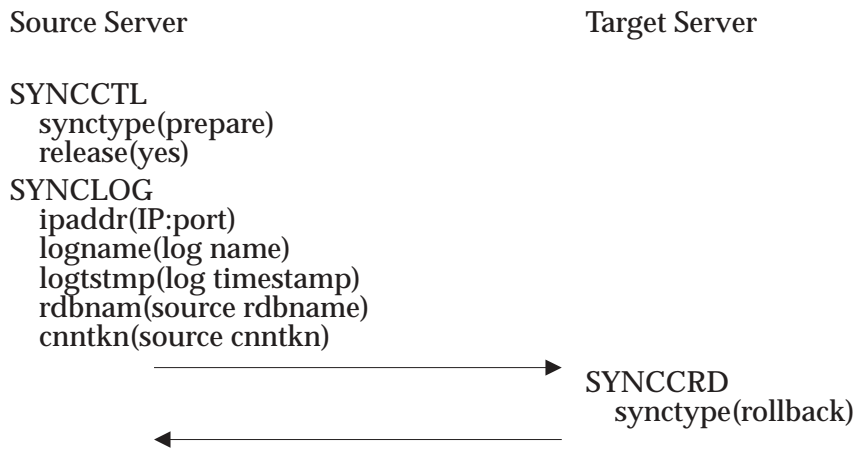 Source Server
Target Server
SYNCCTL
synctype(prepare)
release(yes)
SYNCLOG
ipaddr(IP:port)
logname(log name)
logtstmp(log timestamp)
rdbnam(source rdbname)
cnntkn(source cnntkn)
SYNCCRD
synctype(rollback)